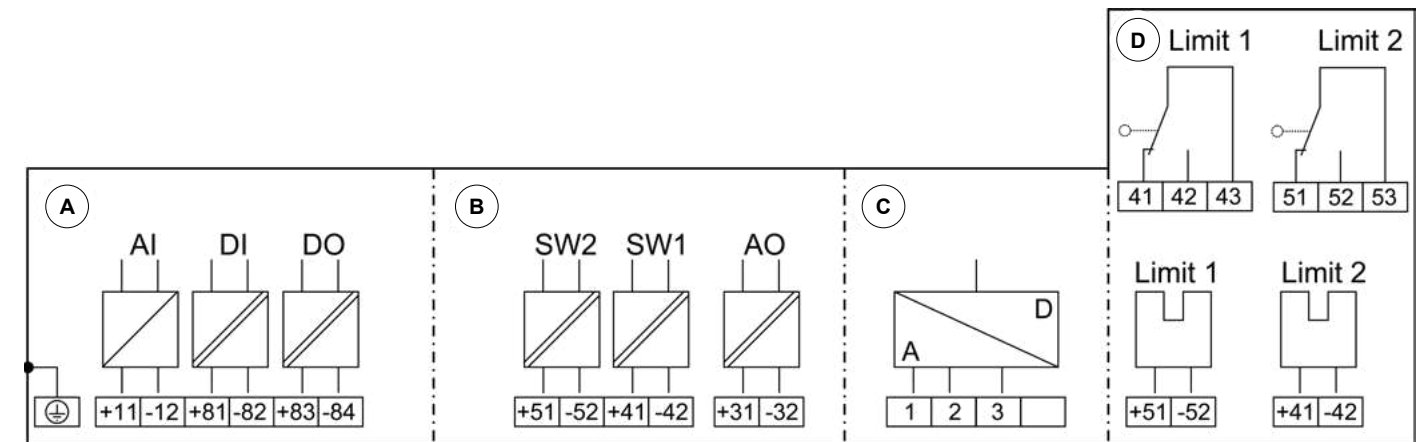 D Limit 1 Limit 2
41 42 43 51 52 53
A B C
AI DI DO SW2 SW1 AO
Limit 1 Limit 2
D
A
+11 -12 +81 -82 +83 -84 +51 -52 +41 -42 +31 -32 1 2 3 +51 -52 +41 -42